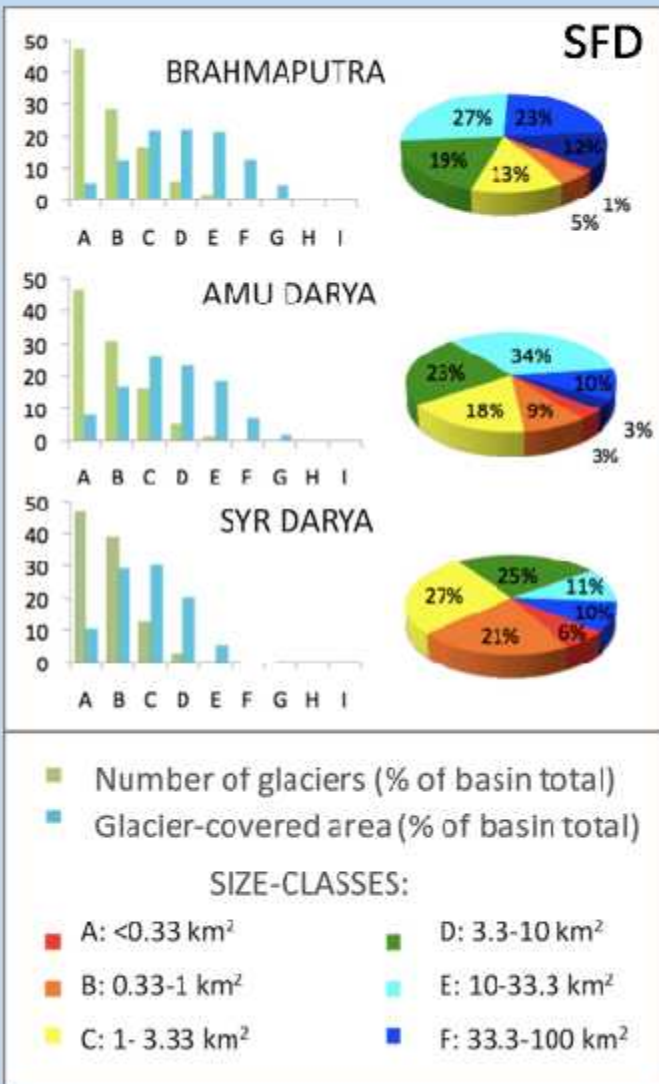 SFD
BRAHMAPUTRA
50
40
30
20
10
0
A B C D E F G H I
27%
23%
12%
19%
13%
1%
5%
AMU DARYA
50
40
30
20
10
0
A B C D E F G H I
34%
23%
10%
18%
9%
3%
3%
SYR DARYA
50
40
30
20
10
0
A B C D E F G H I
25%
11%
27%
10%
21%
6%
Number of glaciers (% of basin total)
Glacier-covered area (% of basin total)
SIZE-CLASSES:
A: <0.33 km²
D: 3.3-10 km²
B: 0.33-1 km²
E: 10-33.3 km²
C: 1- 3.33 km²
F: 33.3-100 km²